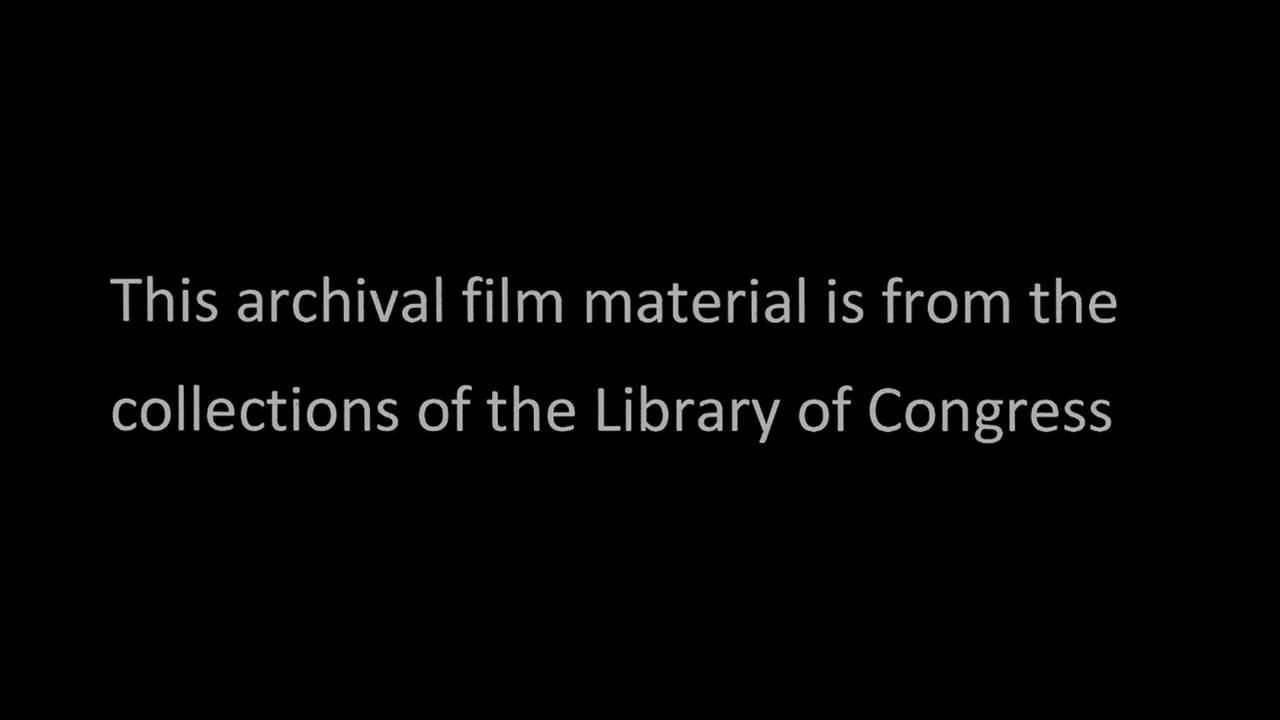 This archival film material is from the
collections of the Library of Congress